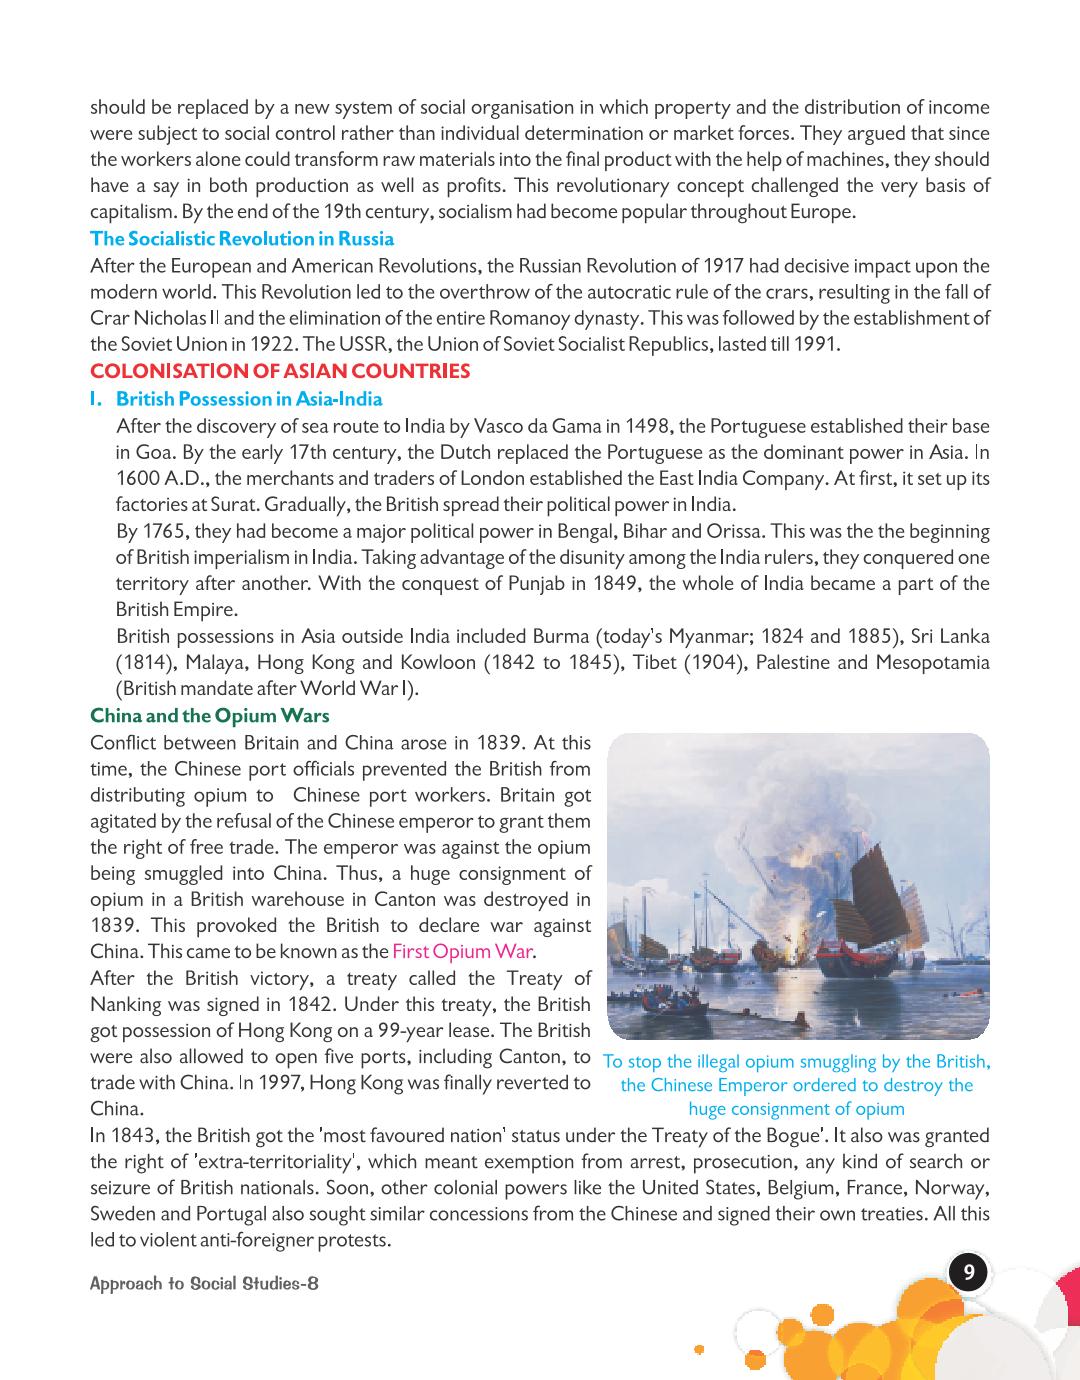 should be replaced by a new system of social organisation in which property and the distribution of income
were subject to social control rather than individual determination or market forces. They argued that since
the workers alone could transform raw materials into the final product with the help of machines, they should
have a say in both production as well as profits. This revolutionary concept challenged the very basis of
capitalism. By the end of the 19th century, socialism had become popular throughout Europe.
The Socialistic Revolution in Russia
After the European and American Revolutions, the Russian Revolution of 1917 had decisive impact upon the
modern world. This Revolution led to the overthrow of the autocratic rule of the crars, resulting in the fall of
Crar Nicholas II and the elimination of the entire Romanoy dynasty. This was followed by the establishment of
the Soviet Union in 1922. The USSR, the Union of Soviet Socialist Republics, lasted till 1991.
COLONISATION OF ASIAN COUNTRIES
I. British Possession in Asia-India
After the discovery of sea route to India by Vasco da Gama in 1498, the Portuguese established their base
in Goa. By the early 17th century, the Dutch replaced the Portuguese as the dominant power in Asia. In
1600 A.D., the merchants and traders of London established the East India Company. At first, it set up its
factories at Surat. Gradually, the British spread their political power in India.
By 1765, they had become a major political power in Bengal, Bihar and Orissa. This was the the beginning
of British imperialism in India. Taking advantage of the disunity among the India rulers, they conquered one
territory after another. With the conquest of Punjab in 1849, the whole of India became a part of the
British Empire.
British possessions in Asia outside India included Burma (today's Myanmar; 1824 and 1885), Sri Lanka
(1814), Malaya, Hong Kong and Kowloon (1842 to 1845), Tibet (1904), Palestine and Mesopotamia
(British mandate after World War I).
China and the Opium Wars
Conflict between Britain and China arose in 1839. At this
time, the Chinese port officials prevented the British from
distributing opium to Chinese port workers. Britain got
agitated by the refusal of the Chinese emperor to grant them
the right of free trade. The emperor was against the opium
being smuggled into China. Thus, a huge consignment of
opium in a British warehouse in Canton was destroyed in
1839. This provoked the British to declare war against
China. This came to be known as the First Opium War.
After the British victory, a treaty called the Treaty of
Nanking was signed in 1842. Under this treaty, the British
got possession of Hong Kong on a 99-year lease. The British
were also allowed to open five ports, including Canton, to
trade with China. In 1997, Hong Kong was finally reverted to
China.
To stop the illegal opium smuggling by the British,
the Chinese Emperor ordered to destroy the
huge consignment of opium
In 1843, the British got the 'most favoured nation' status under the Treaty of the Bogue'. It also was granted
the right of 'extra-territoriality', which meant exemption from arrest, prosecution, any kind of search or
seizure of British nationals. Soon, other colonial powers like the United States, Belgium, France, Norway,
Sweden and Portugal also sought similar concessions from the Chinese and signed their own treaties. All this
led to violent anti-foreigner protests.
Approach to Social Studies-8
9